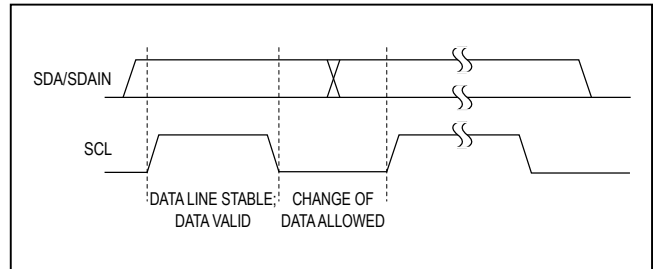 SDA/SDAIN
SCL
DATA LINE STABLE;
DATA VALID
CHANGE OF
DATA ALLOWED